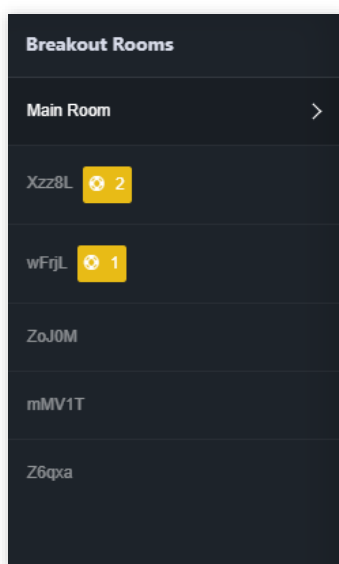 Breakout Rooms
Main Room
Xzz8L 2
wFrjL 1
ZoJ0M
mMV1T
Z6qxa